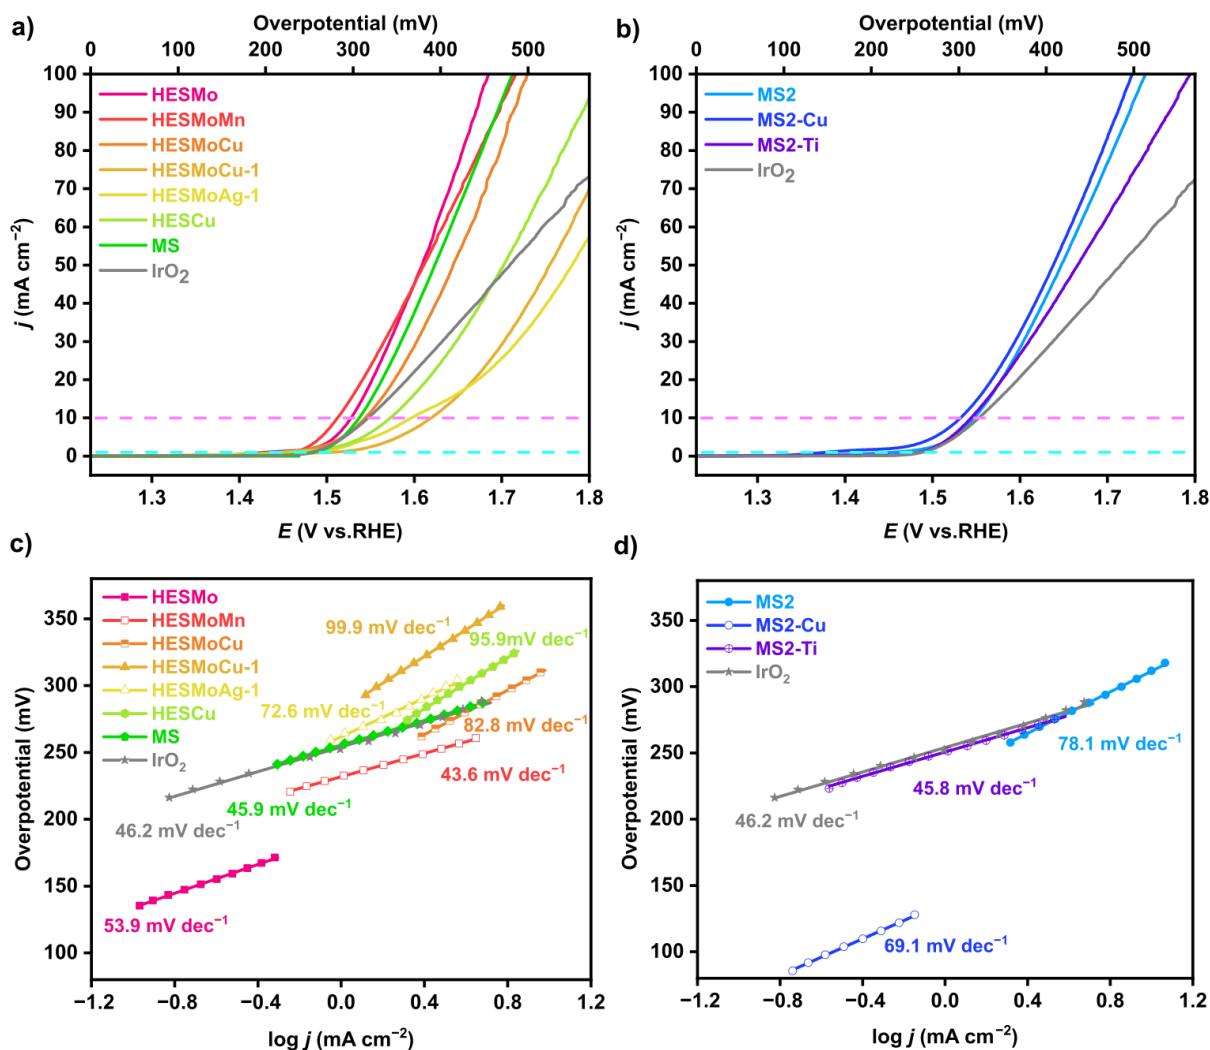 a)
Overpotential (mV)
0 100 200 300 400 500
100
90
80
70
60
50
40
30
20
10
0
j (mA cm⁻²)
HESMo
HESMoMn
HESMoCu
HESMoCu-1
HESMoAg-1
HESCu
MS
IrO₂
1.3 1.4 1.5 1.6 1.7 1.8
E (V vs.RHE)
b)
Overpotential (mV)
0 100 200 300 400 500
100
90
80
70
60
50
40
30
20
10
0
j (mA cm⁻²)
MS2
MS2-Cu
MS2-Ti
IrO₂
1.3 1.4 1.5 1.6 1.7 1.8
E (V vs.RHE)
c)
350
300
250
200
150
100
Overpotential (mV)
HESMo
HESMoMn
HESMoCu
HESMoCu-1
HESMoAg-1
HESCu
MS
IrO₂
99.9 mV dec⁻¹
95.9mV dec⁻¹
72.6 mV dec⁻¹
82.8 mV dec⁻¹
43.6 mV dec⁻¹
45.9 mV dec⁻¹
46.2 mV dec⁻¹
53.9 mV dec⁻¹
−1.2 −0.8 −0.4 0.0 0.4 0.8 1.2
log j (mA cm⁻²)
d)
350
300
250
200
150
100
Overpotential (mV)
MS2
MS2-Cu
MS2-Ti
IrO₂
78.1 mV dec⁻¹
45.8 mV dec⁻¹
46.2 mV dec⁻¹
69.1 mV dec⁻¹
−1.2 −0.8 −0.4 0.0 0.4 0.8 1.2
log j (mA cm⁻²)